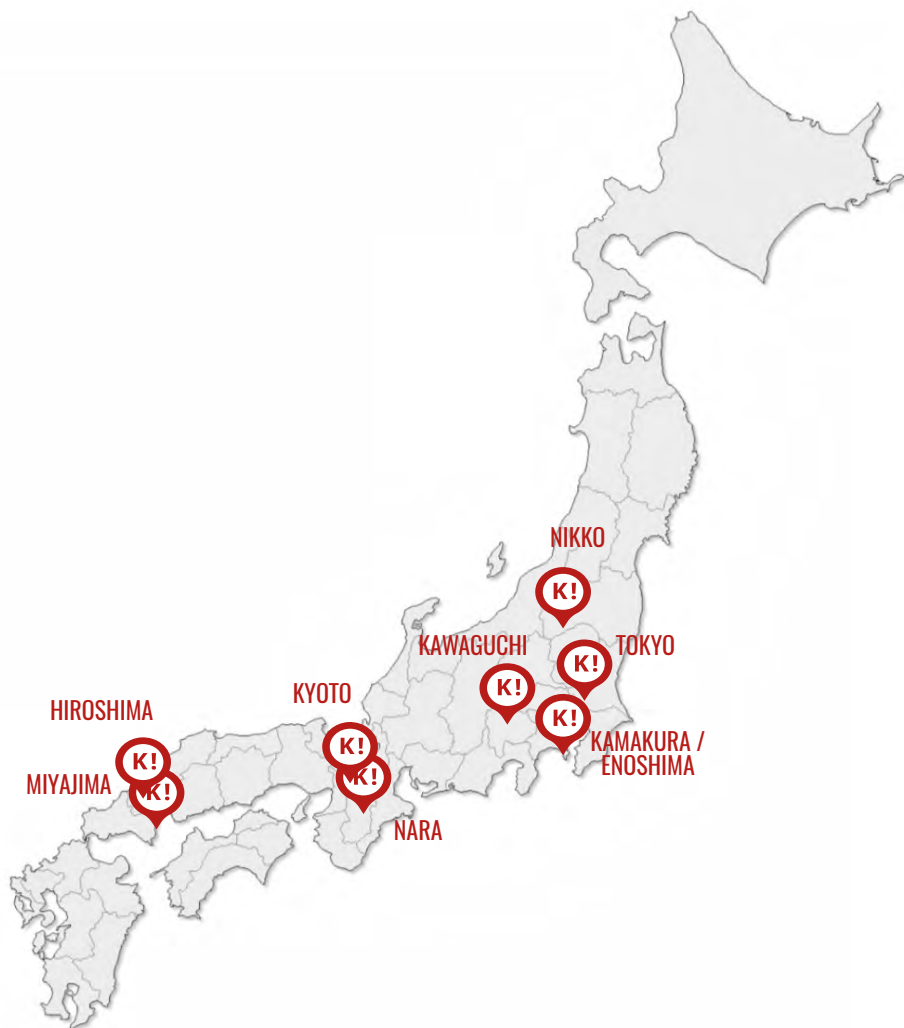 NIKKO
K!
KAWAGUCHI
TOKYO
K!
K!
KYOTO
HIROSHIMA
K!
KAMAKURA /
ENOSHIMA
K!
K!
MIYAJIMA
K!
K!
NARA